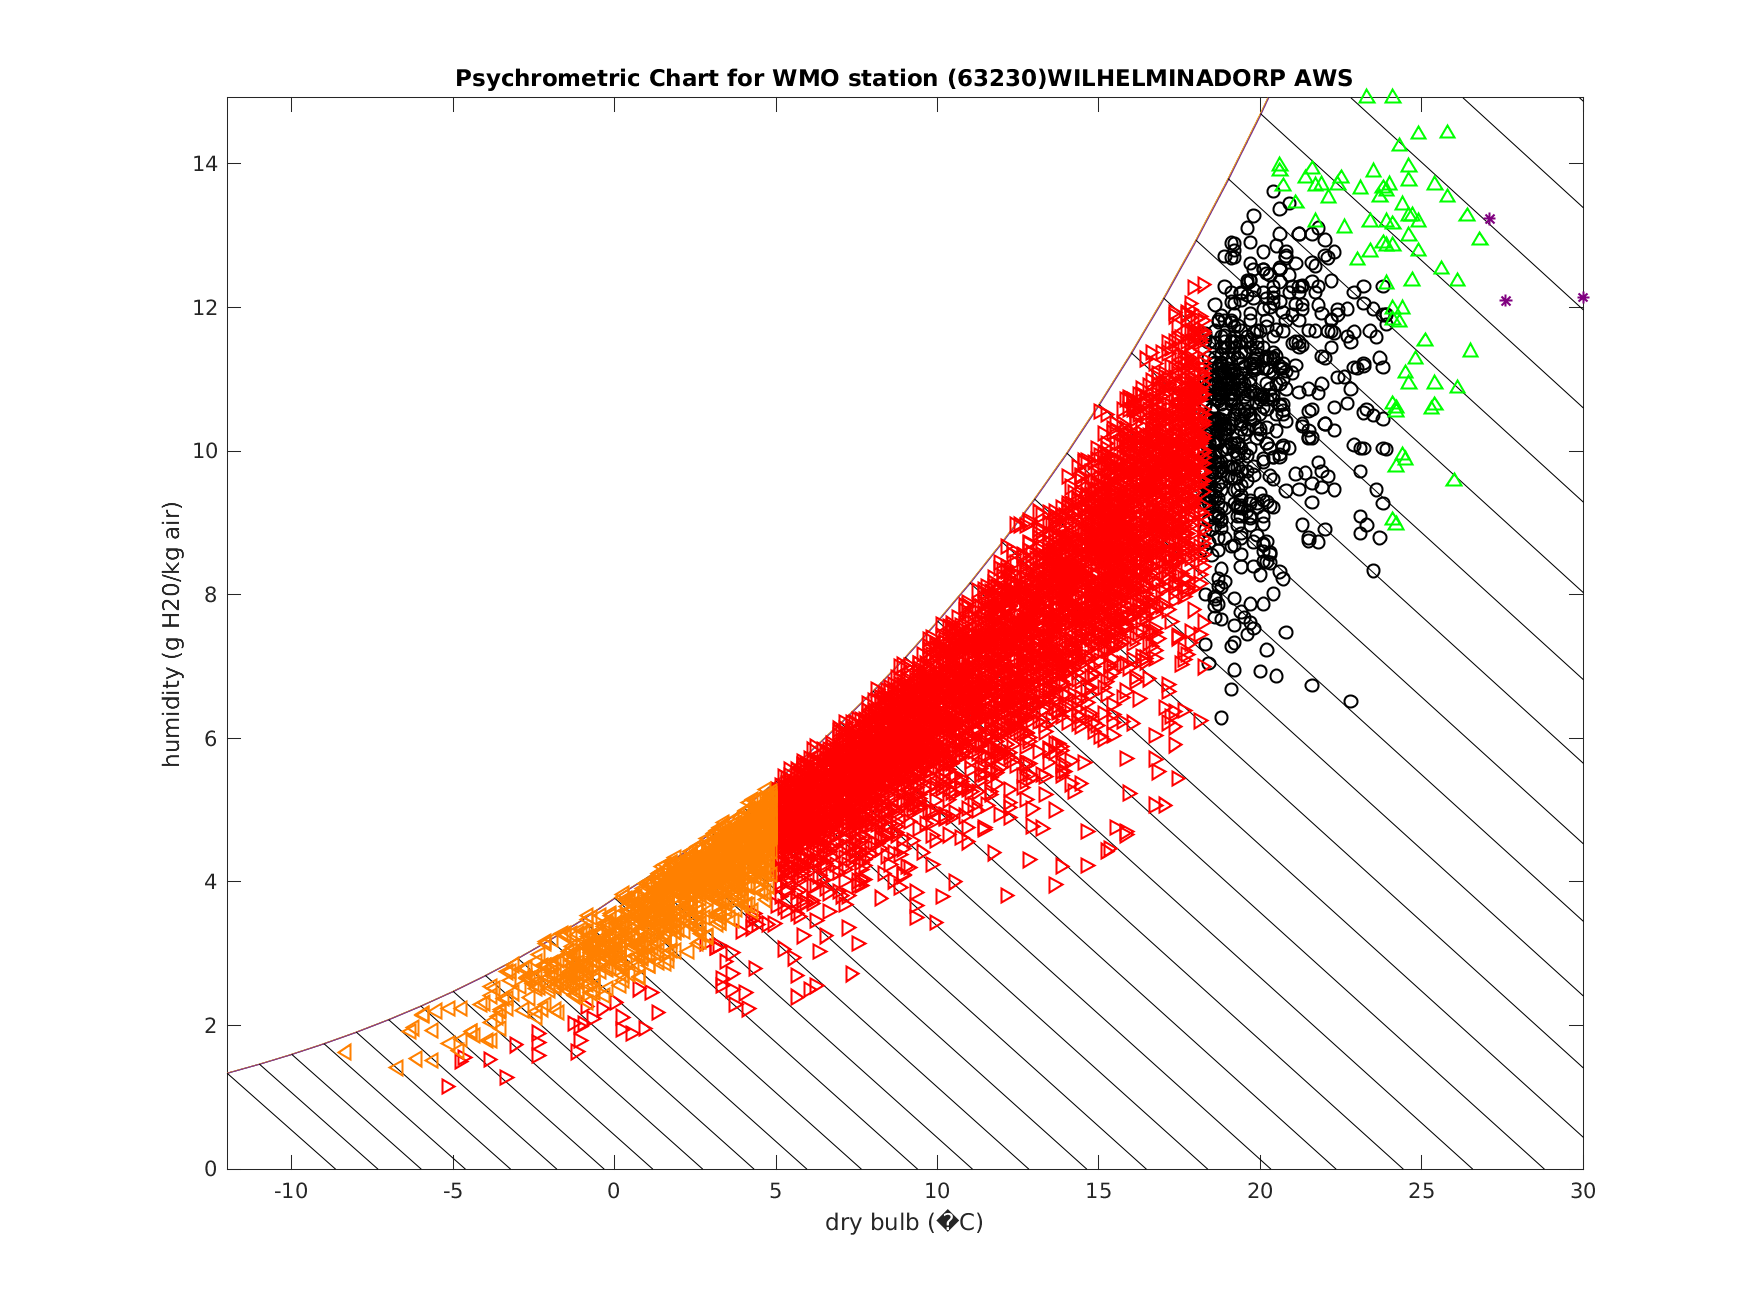 Psychrometric Chart for WMO station (63230)WILHELMINADORP AWS
14
12
10
8
6
4
2
0
humidity (g H20/kg air)
-10 -5 0 5 10 15 20 25 30
dry bulb (�C)